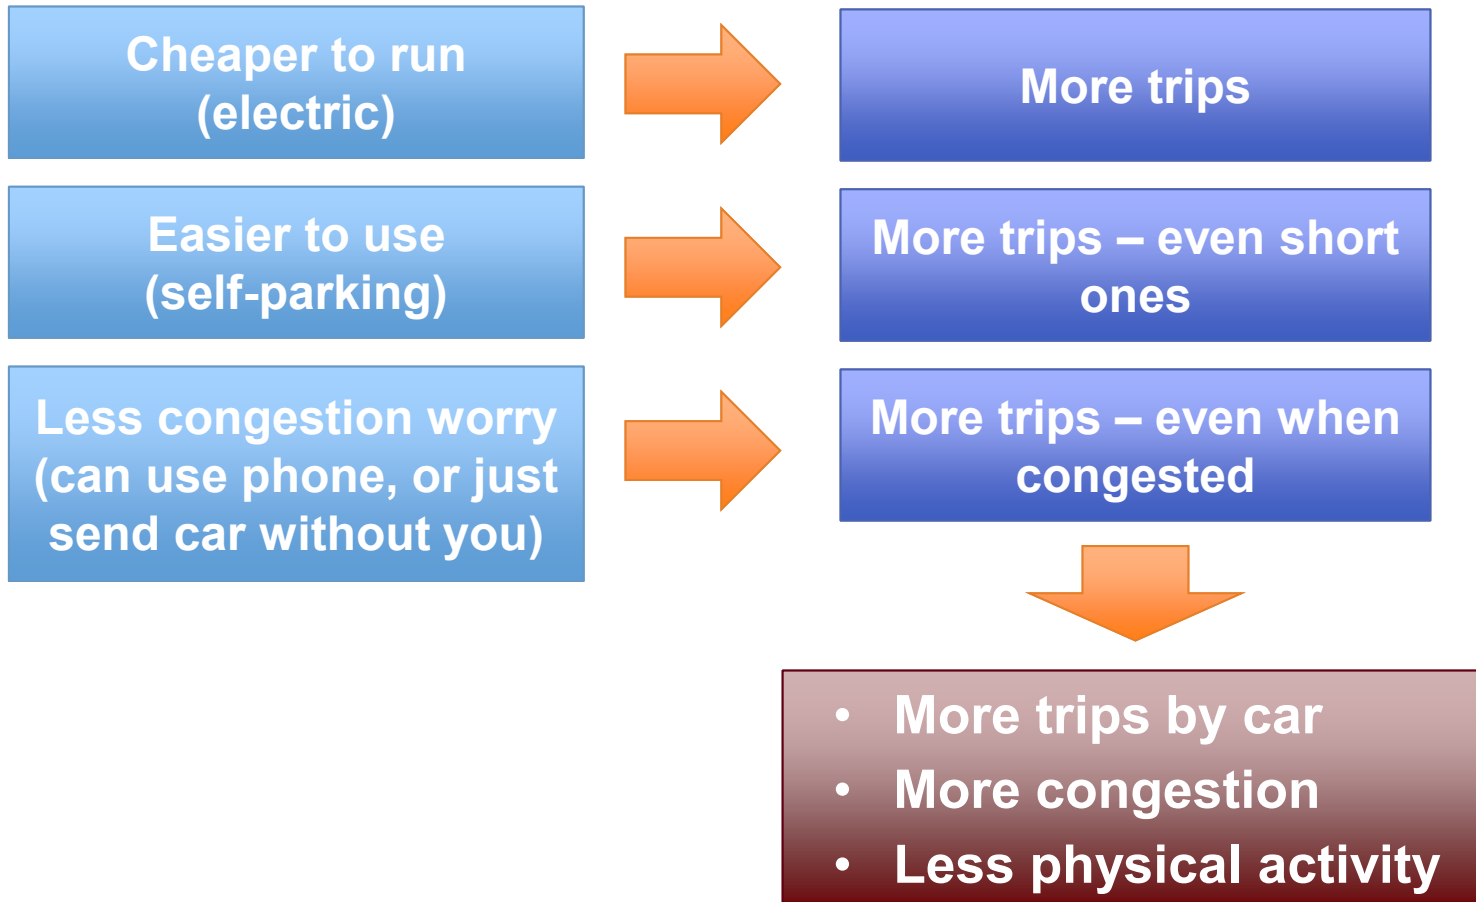 Cheaper to run
(electric)
More trips
Easier to use
(self-parking)
More trips – even short
ones
Less congestion worry
(can use phone, or just
send car without you)
More trips – even when
congested
• More trips by car
• More congestion
• Less physical activity